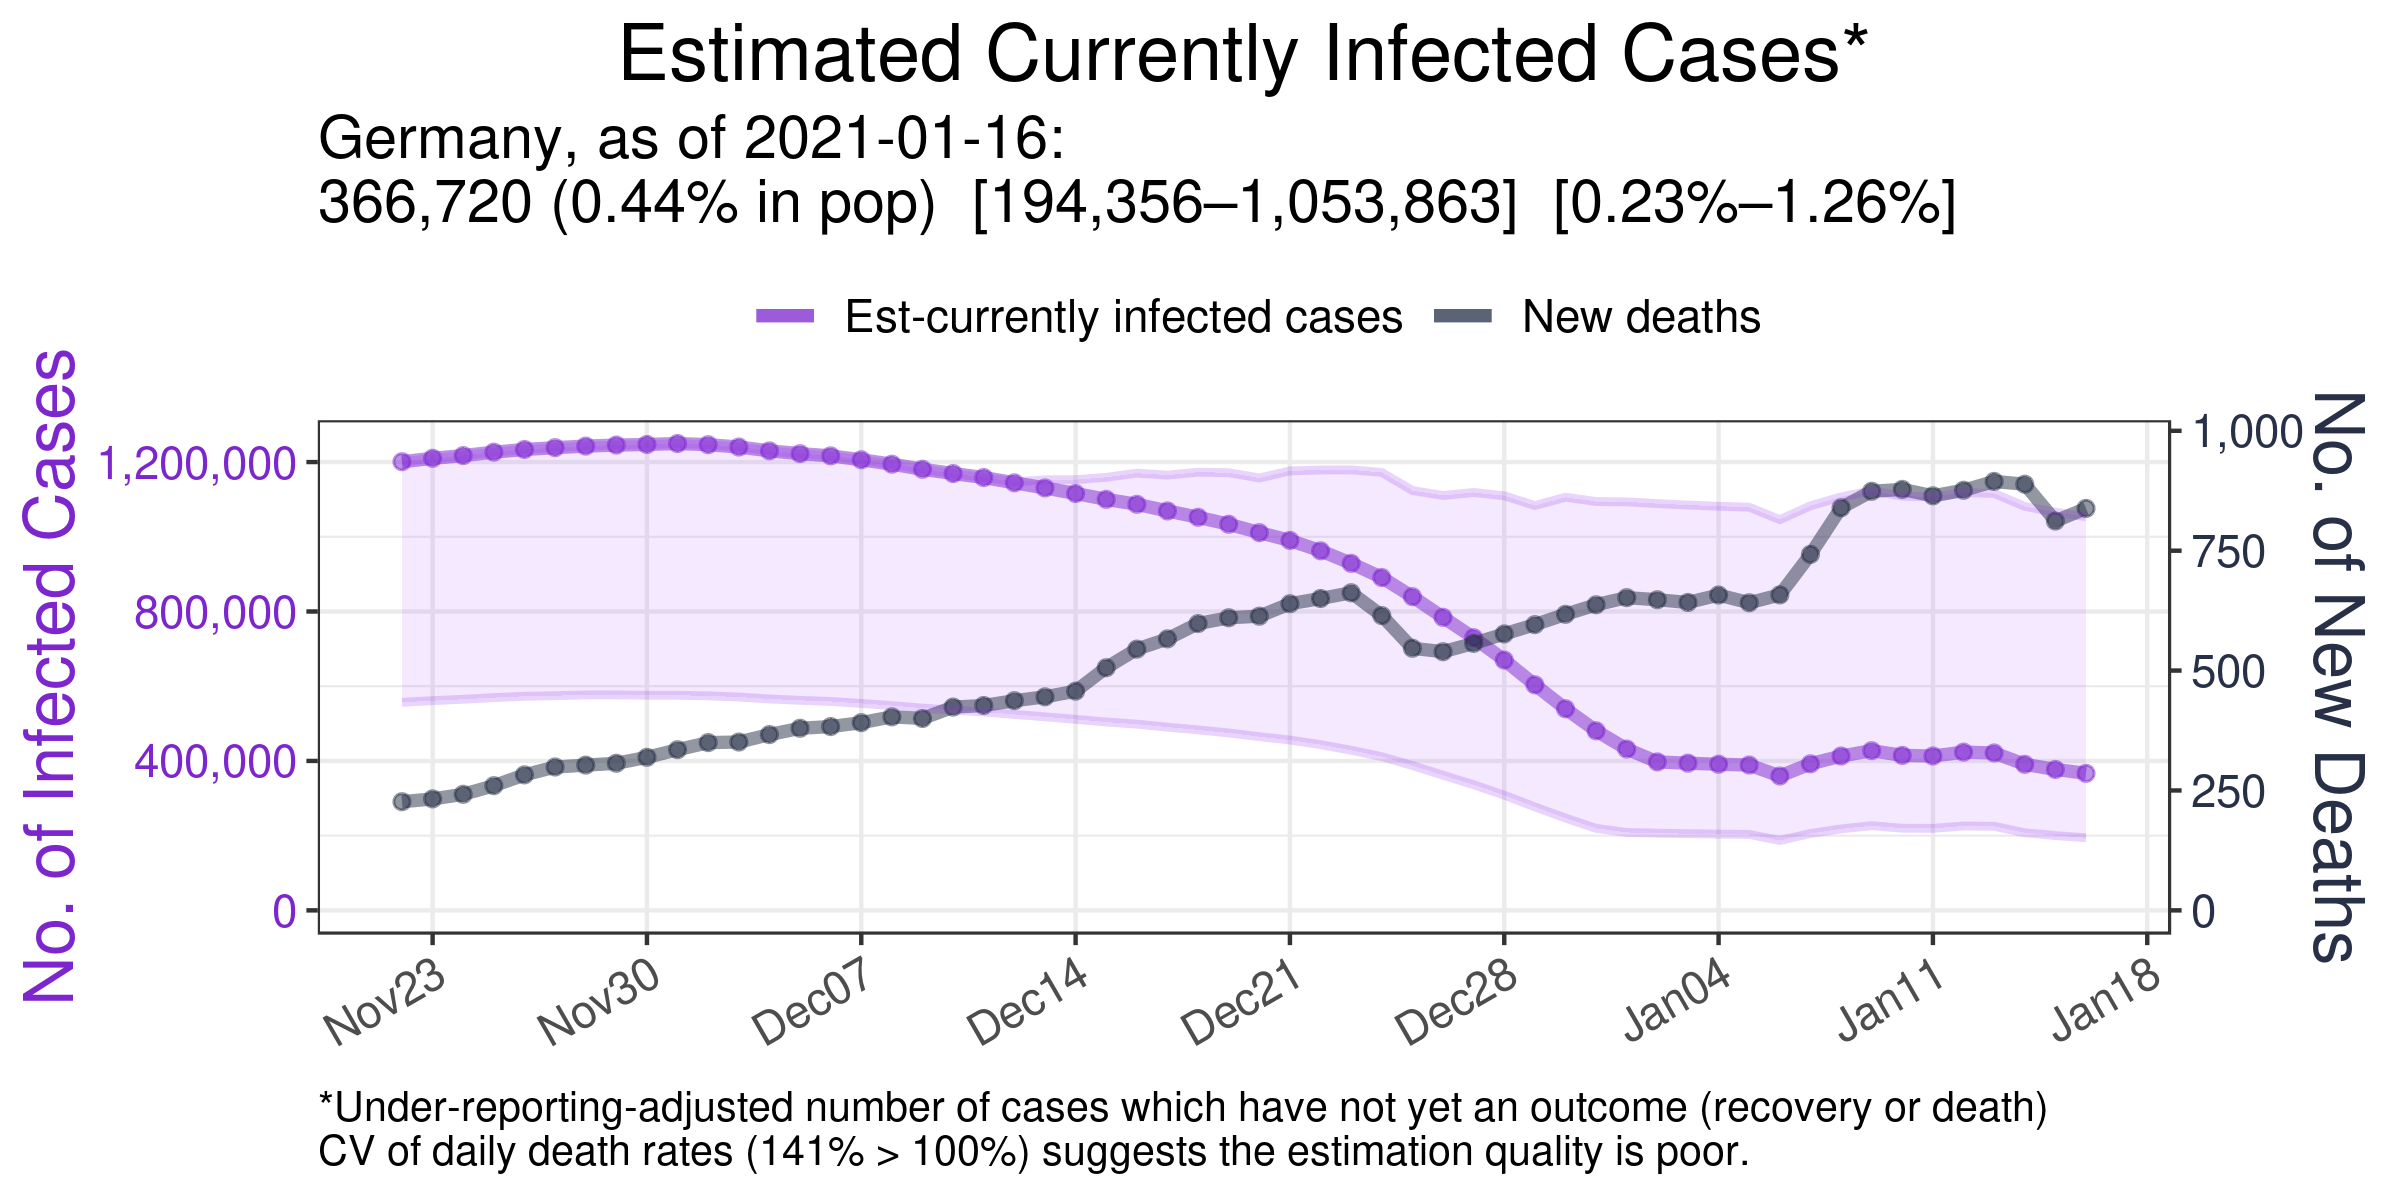 Estimated Currently Infected Cases*
Germany, as of 2021-01-16:
366,720 (0.44% in pop) [194,356–1,053,863] [0.23%–1.26%]
Est-currently infected cases New deaths
No. of Infected Cases
1,200,000
800,000
400,000
0
1,000
750
500
250
0
No. of New Deaths
Nov23 Nov30 Dec07 Dec14 Dec21 Dec28 Jan04 Jan11 Jan18
*Under-reporting-adjusted number of cases which have not yet an outcome (recovery or death)
CV of daily death rates (141% > 100%) suggests the estimation quality is poor.